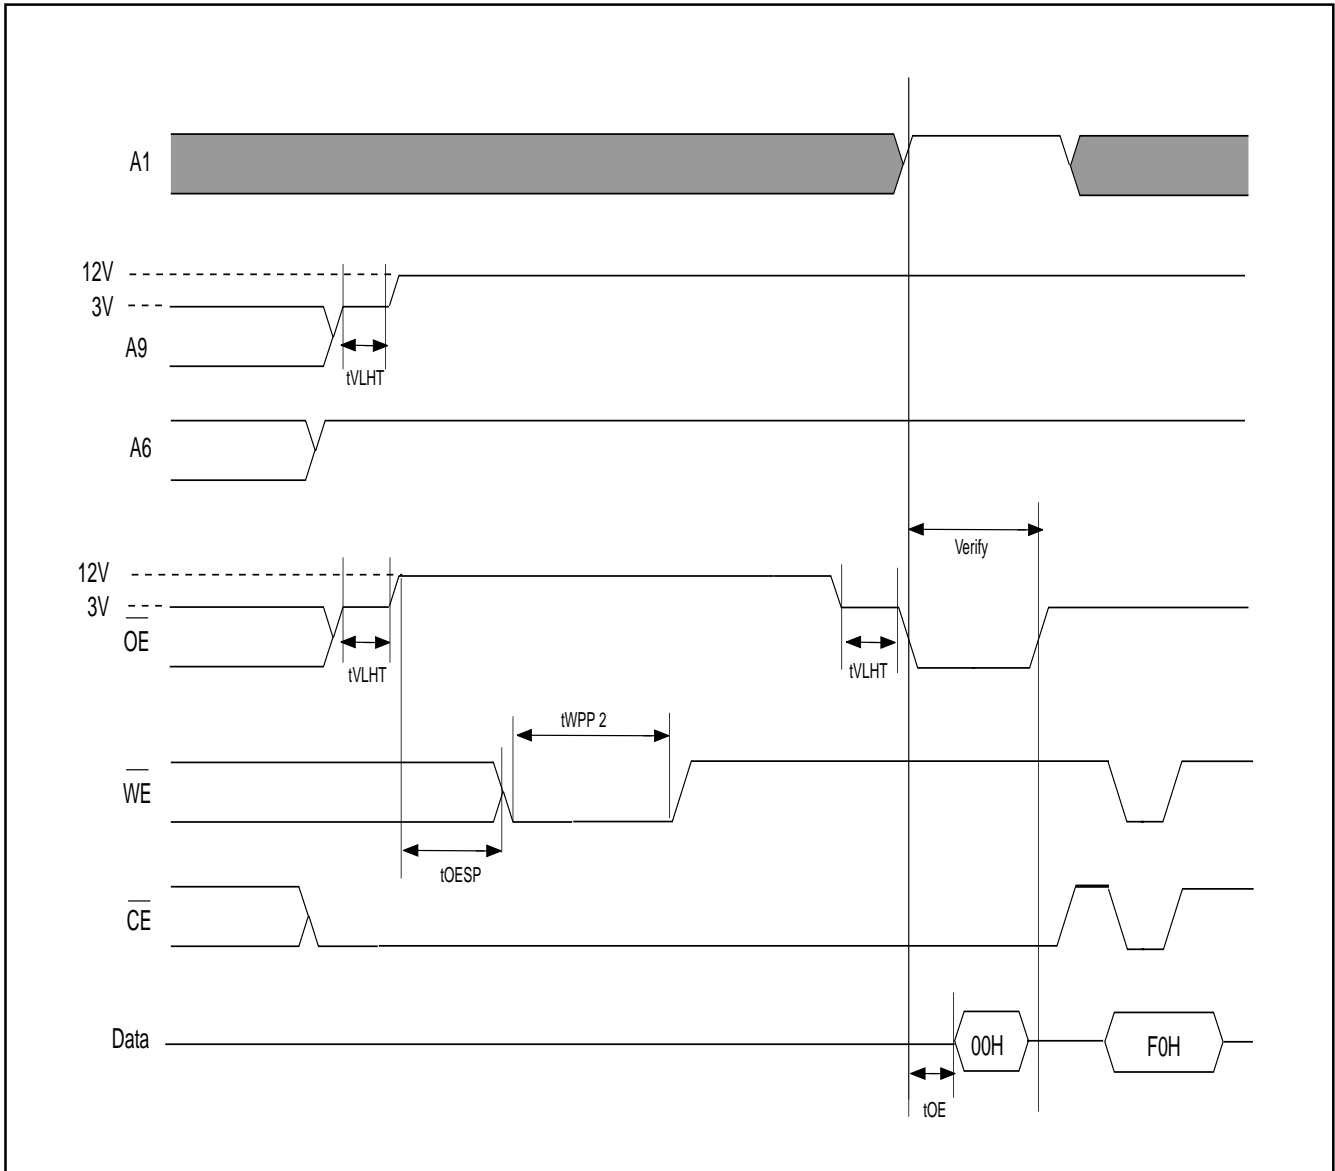 A1
12V
3V
A9
tVLHT
A6
Verify
12V
3V
OE
tVLHT
tVLHT
tWPP 2
WE
tOESP
CE
Data
00H
F0H
tOE